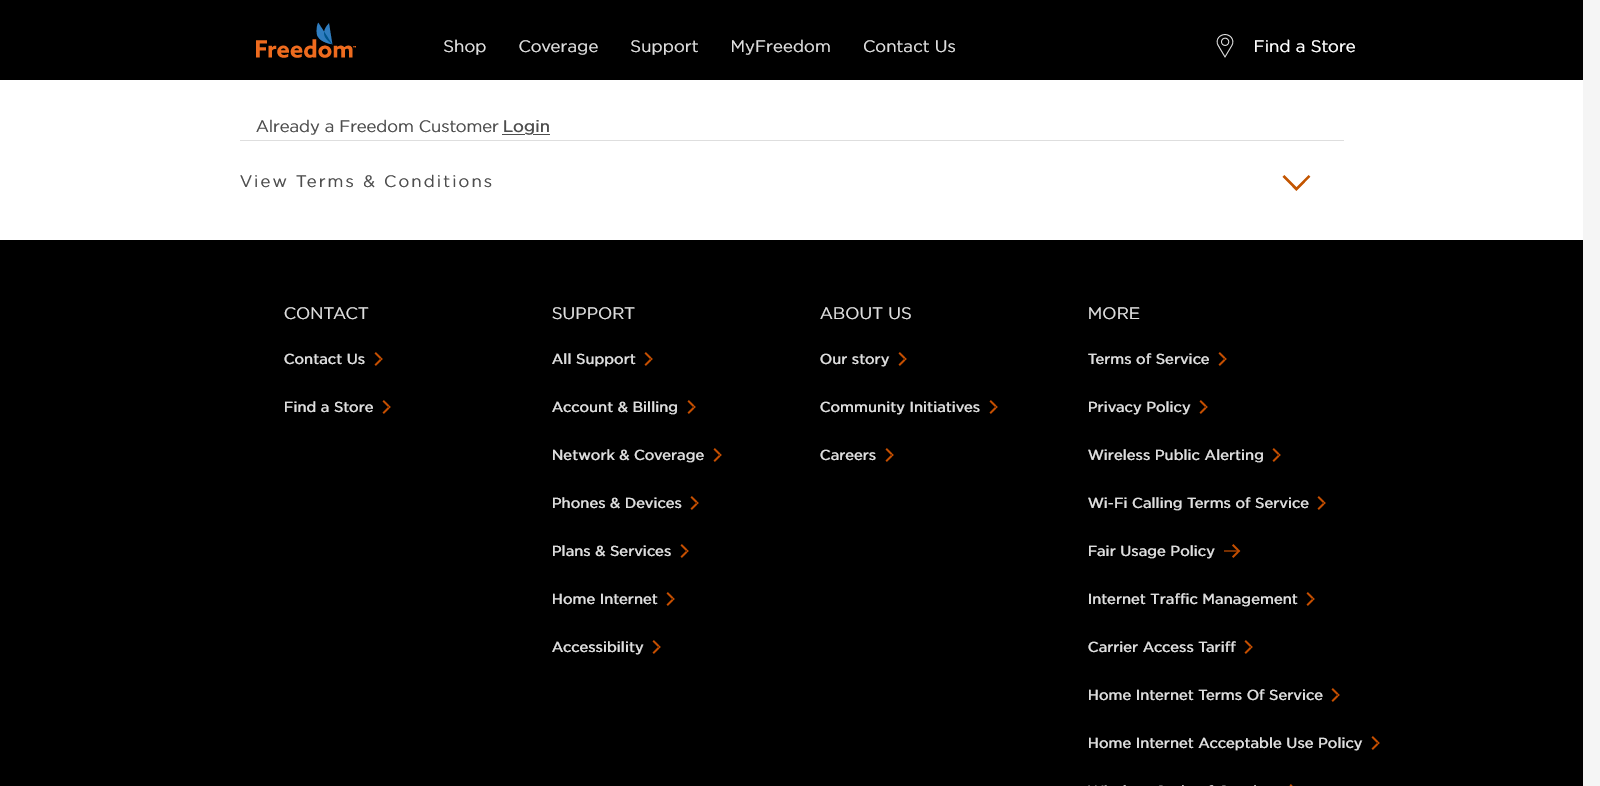 Freedom
Shop
Coverage
Support
MyFreedom
Contact Us
Find a Store
Already a Freedom Customer Login
View Terms & Conditions
CONTACT
Contact Us
Find a Store
SUPPORT
All Support
Account & Billing
Network & Coverage
Phones & Devices
Plans & Services
Home Internet
Accessibility
ABOUT US
Our story
Community Initiatives
Careers
MORE
Terms of Service
Privacy Policy
Wireless Public Alerting
Wi-Fi Calling Terms of Service
Fair Usage Policy
Internet Traffic Management
Carrier Access Tariff
Home Internet Terms Of Service
Home Internet Acceptable Use Policy